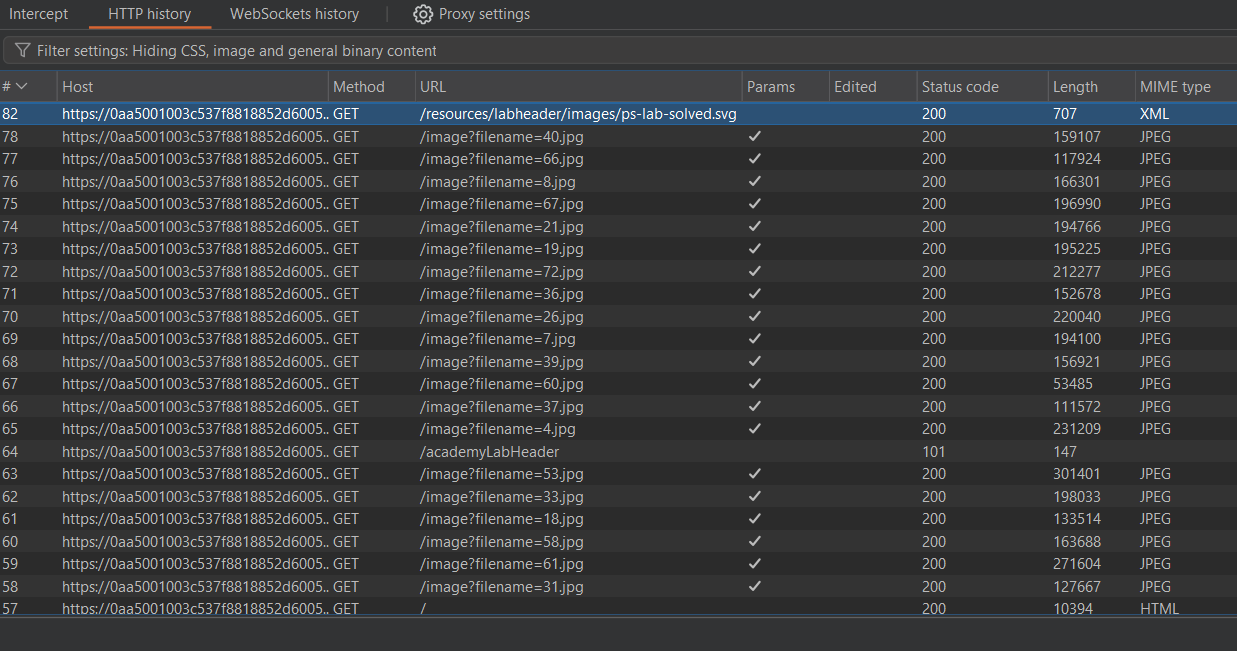 Intercept HTTP history WebSockets history Proxy settings
Filter settings: Hiding CSS, image and general binary content
# Host Method URL Params Edited Status code Length MIME type
82 https://0aa5001003c537f8818852d6005.. GET /resources/labheader/images/ps-lab-solved.svg 200 707 XML
78 https://0aa5001003c537f8818852d6005.. GET /image?filename=40.jpg ✓ 200 159107 JPEG
77 https://0aa5001003c537f8818852d6005.. GET /image?filename=66.jpg ✓ 200 117924 JPEG
76 https://0aa5001003c537f8818852d6005.. GET /image?filename=8.jpg ✓ 200 166301 JPEG
75 https://0aa5001003c537f8818852d6005.. GET /image?filename=67.jpg ✓ 200 196990 JPEG
74 https://0aa5001003c537f8818852d6005.. GET /image?filename=21.jpg ✓ 200 194766 JPEG
73 https://0aa5001003c537f8818852d6005.. GET /image?filename=19.jpg ✓ 200 195225 JPEG
72 https://0aa5001003c537f8818852d6005.. GET /image?filename=72.jpg ✓ 200 212277 JPEG
71 https://0aa5001003c537f8818852d6005.. GET /image?filename=36.jpg ✓ 200 152678 JPEG
70 https://0aa5001003c537f8818852d6005.. GET /image?filename=26.jpg ✓ 200 220040 JPEG
69 https://0aa5001003c537f8818852d6005.. GET /image?filename=7.jpg ✓ 200 194100 JPEG
68 https://0aa5001003c537f8818852d6005.. GET /image?filename=39.jpg ✓ 200 156921 JPEG
67 https://0aa5001003c537f8818852d6005.. GET /image?filename=60.jpg ✓ 200 53485 JPEG
66 https://0aa5001003c537f8818852d6005.. GET /image?filename=37.jpg ✓ 200 111572 JPEG
65 https://0aa5001003c537f8818852d6005.. GET /image?filename=4.jpg ✓ 200 231209 JPEG
64 https://0aa5001003c537f8818852d6005.. GET /academyLabHeader 101 147
63 https://0aa5001003c537f8818852d6005.. GET /image?filename=53.jpg ✓ 200 301401 JPEG
62 https://0aa5001003c537f8818852d6005.. GET /image?filename=33.jpg ✓ 200 198033 JPEG
61 https://0aa5001003c537f8818852d6005.. GET /image?filename=18.jpg ✓ 200 133514 JPEG
60 https://0aa5001003c537f8818852d6005.. GET /image?filename=58.jpg ✓ 200 163688 JPEG
59 https://0aa5001003c537f8818852d6005.. GET /image?filename=61.jpg ✓ 200 271604 JPEG
58 https://0aa5001003c537f8818852d6005.. GET /image?filename=31.jpg ✓ 200 127667 JPEG
57 https://0aa5001003c537f8818852d6005.. GET / 200 10394 HTML